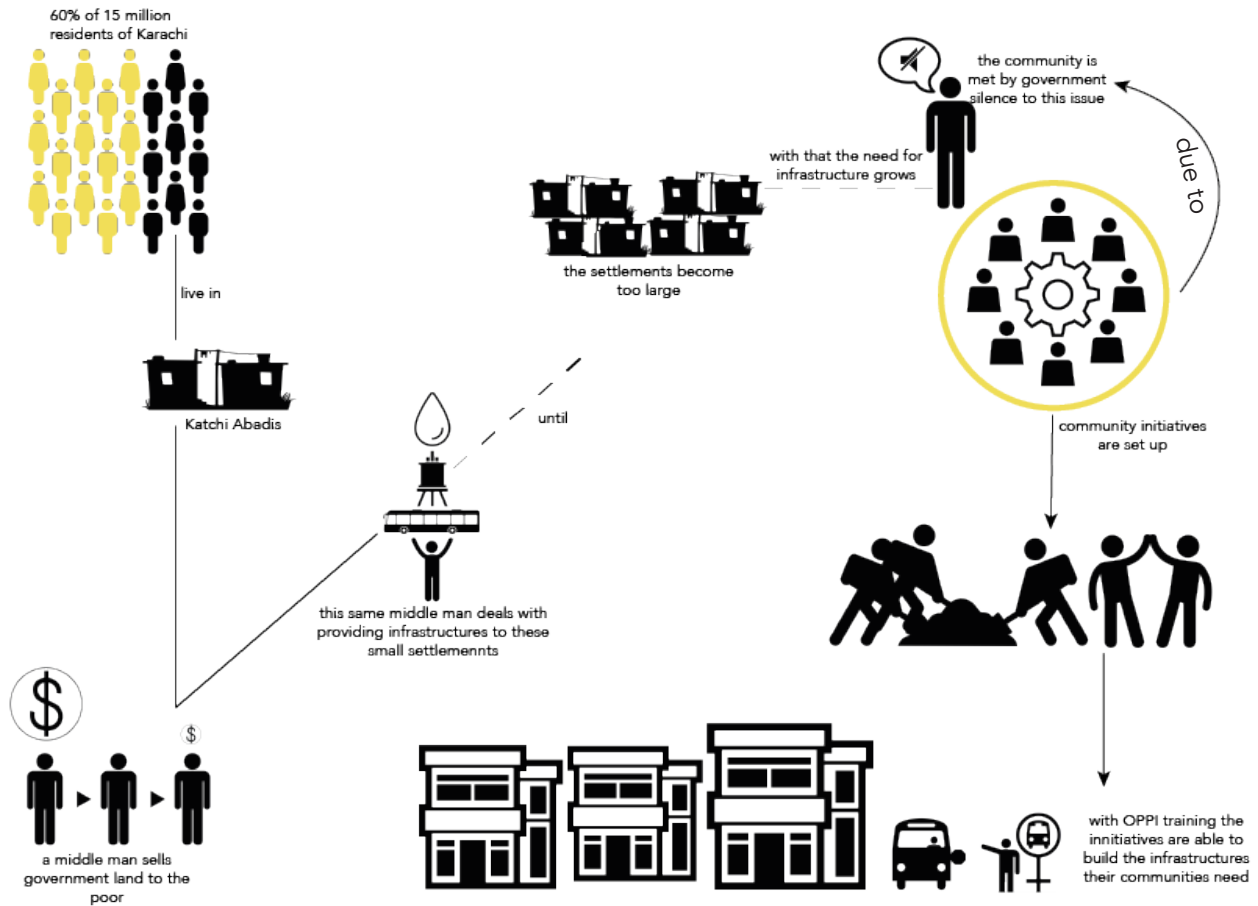 60% of 15 million
residents of Karachi
live in
Katchi Abadis
$
$
a middle man sells
government land to the
poor
this same middle man deals with
providing infrastructures to these
small settlemennts
until
the settlements become
too large
with that the need for
infrastructure grows
the community is
met by government
silence to this issue
due to
community initiatives
are set up
with OPPI training the
innitiatives are able to
build the infrastructures
their communities need